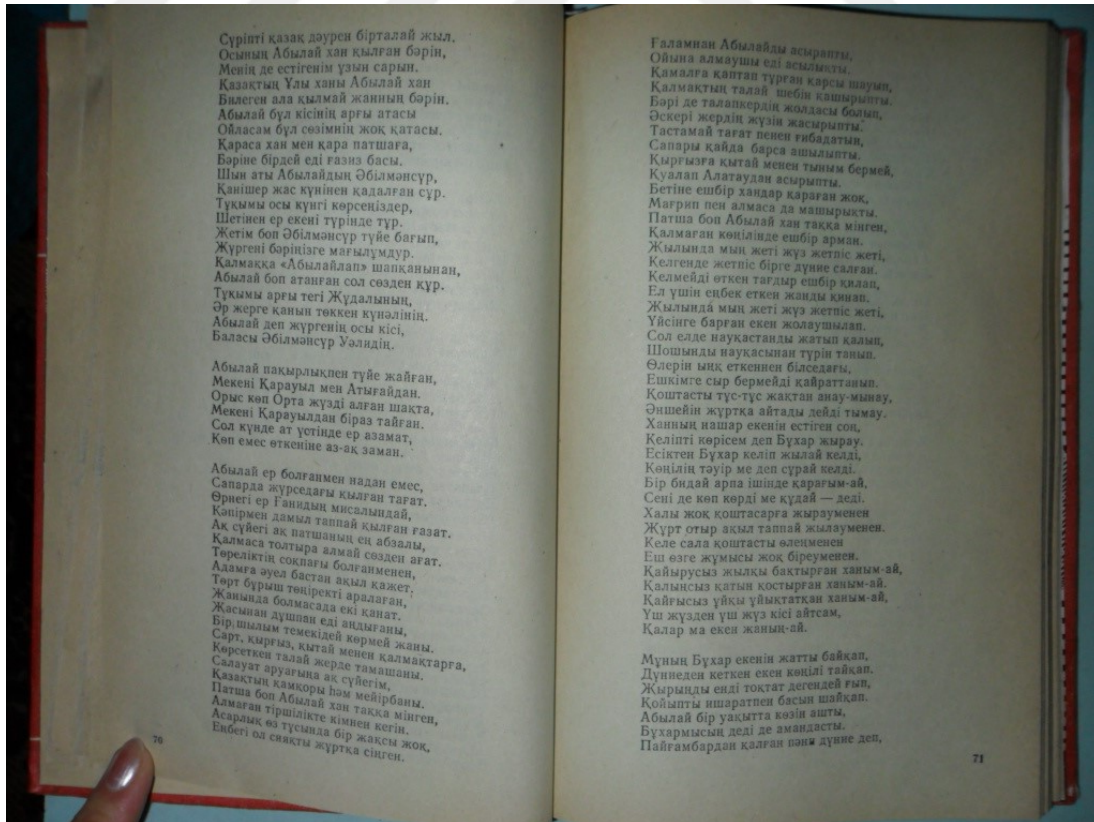 Сүріпті қазақ дәурен бірталай жыл.
Осының Абылай хан қылған бәрін,
Менің де естігенім ұзын сарын.
Қазақтың Ұлы ханы Абылай хан
Билеген ала қылмай жанның бәрін.
Абылай бұл кісінің арғы атасы
Ойласам бұл сөзімнің жоқ қатасы.
Қараса хан мен қара патшаға,
Бәріне бірдей еді ғазиз басы.
Шын аты Абылайдың Әбілмәнсүр,
Қанішер жас күнінен қадалған сұр.
Тұқымы осы күнгі көрсеңіздер,
Шетінен ер екені түрінде тұр.
Жетім боп Әбілмәнсүр түйе бағып,
Жүргені бәріңізге мағылұмдур.
Қалмаққа «Абылайлап» шапқанынан,
Абылай боп атанған сол сөзден құр.
Тұқымы арғы тегі Жұдалының,
Әр жерге қанын төккен күнәлінің.
Абылай деп жүргенің осы кісі,
Баласы Әбілмәнсүр Уәлидің.
Абылай пақырлықпен түйе жайған,
Мекені Қарауыл мен Атығайдан.
Орыс көп Орта жүзді алған шақта,
Мекені Қарауылдан біраз тайған.
Сол күнде ат үстінде ер азамат,
Көп емес өткеніне аз-ақ заман.
Абылай ер болғанмен надан емес,
Сапарда жүрседағы қылған тағат.
Өрнегі ер Ғанидың мисалындай,
Кәпірмен дамыл таппай қылған ғазат.
Ақ сүйегі ақ патшаның ең абзалы,
Қалмаса толтыра алмай сөзден ағат.
Төреліктің соқпағы болғанменен,
Адамға әуел бастан ақыл қажет.
Төрт бұрыш төңіректі аралаған,
Жанында болмасада екі қанат.
Жасынан дұшпан еді аңдығаны,
Бір шылым темекідей көрмей жаны.
Сарт, қырғыз, қытай менен қалмақтарға,
Көрсеткен талай жерде тамашаны.
Салауат аруағыңа ақ сүйегім,
Қазақтың қамқоры һәм мейірбаны.
Патша боп Абылай хан таққа мінген,
Алмаған тіршілікте кімнен кегін.
Асарлық өз тұсында бір жақсы жоқ,
Еңбегі ол сияқты жұртқа сіңген.
70
Ғаламнан Абылайды асырапты,
Ойына алмаушы еді асылықты.
Қамалға қаптап тұрған қарсы шауып,
Қалмақтың талай шебін қашырыпты.
Бәрі де талапкердің жолдасы болып,
Әскері жердің жүзін жасырыпты.
Тастамай тағат пенен ғибадатын,
Сапары қайда барса ашылыпты.
Қырғызға қытай менен тыным бермей,
Қуалап Алатаудан асырыпты.
Бетіне ешбір хандар қараған жоқ,
Мағрип пен алмаса да машырықты.
Патша боп Абылай хан таққа мінген,
Қалмаған көңілінде ешбір арман.
Жылында мың жеті жүз жетпіс жеті,
Келгенде жетпіс бірге дүние салған.
Келмейді өткен тағдыр ешбір қилап,
Ел үшін еңбек еткен жанды қинап.
Жылында мың жеті жүз жетпіс жеті,
Үйсінге барған екен жолаушылап.
Сол елде науқастанды жатып қалып,
Шошынды науқасынан түрін танып.
Өлерін ыңқ еткеннен білседағы,
Ешкімге сыр бермейді қайраттанып.
Қоштасты тұс-тұс жақтан анау-мынау,
Әншейін жұртқа айтады дейді тымау.
Ханның нашар екенін естіген соң,
Келіпті көрісем деп Бұхар жырау.
Есіктен Бұхар келіп жылай келді,
Көңілің тәуір ме деп сұрай келді.
Бір бидай арпа ішінде қарағым-ай,
Сені де көп көрді ме құдай — деді.
Халы жоқ қоштасарға жырауменен
Жұрт отыр ақыл таппай жылауменен.
Келе сала қоштасты өлеңменен
Еш өзге жұмысы жоқ біреуменен.
Қайырусыз жылқы бақтырған ханым-ай,
Қалыңсыз қатын қостырған ханым-ай.
Қайғысыз ұйқы ұйықтатқан ханым-ай,
Үш жүзден үш жүз кісі айтсам,
Қалар ма екен жаның-ай.
Мұның Бұхар екенін жатты байқап,
Дүниеден кеткен екен көңілі тайқап.
Жырыңды енді тоқтат дегендей ғып,
Қойыпты ишаратпен басын шайқап.
Абылай бір уақытта көзін ашты,
Бұхармысың деді де амандасты.
Пайғамбардан қалған пәни дүние деп,
71